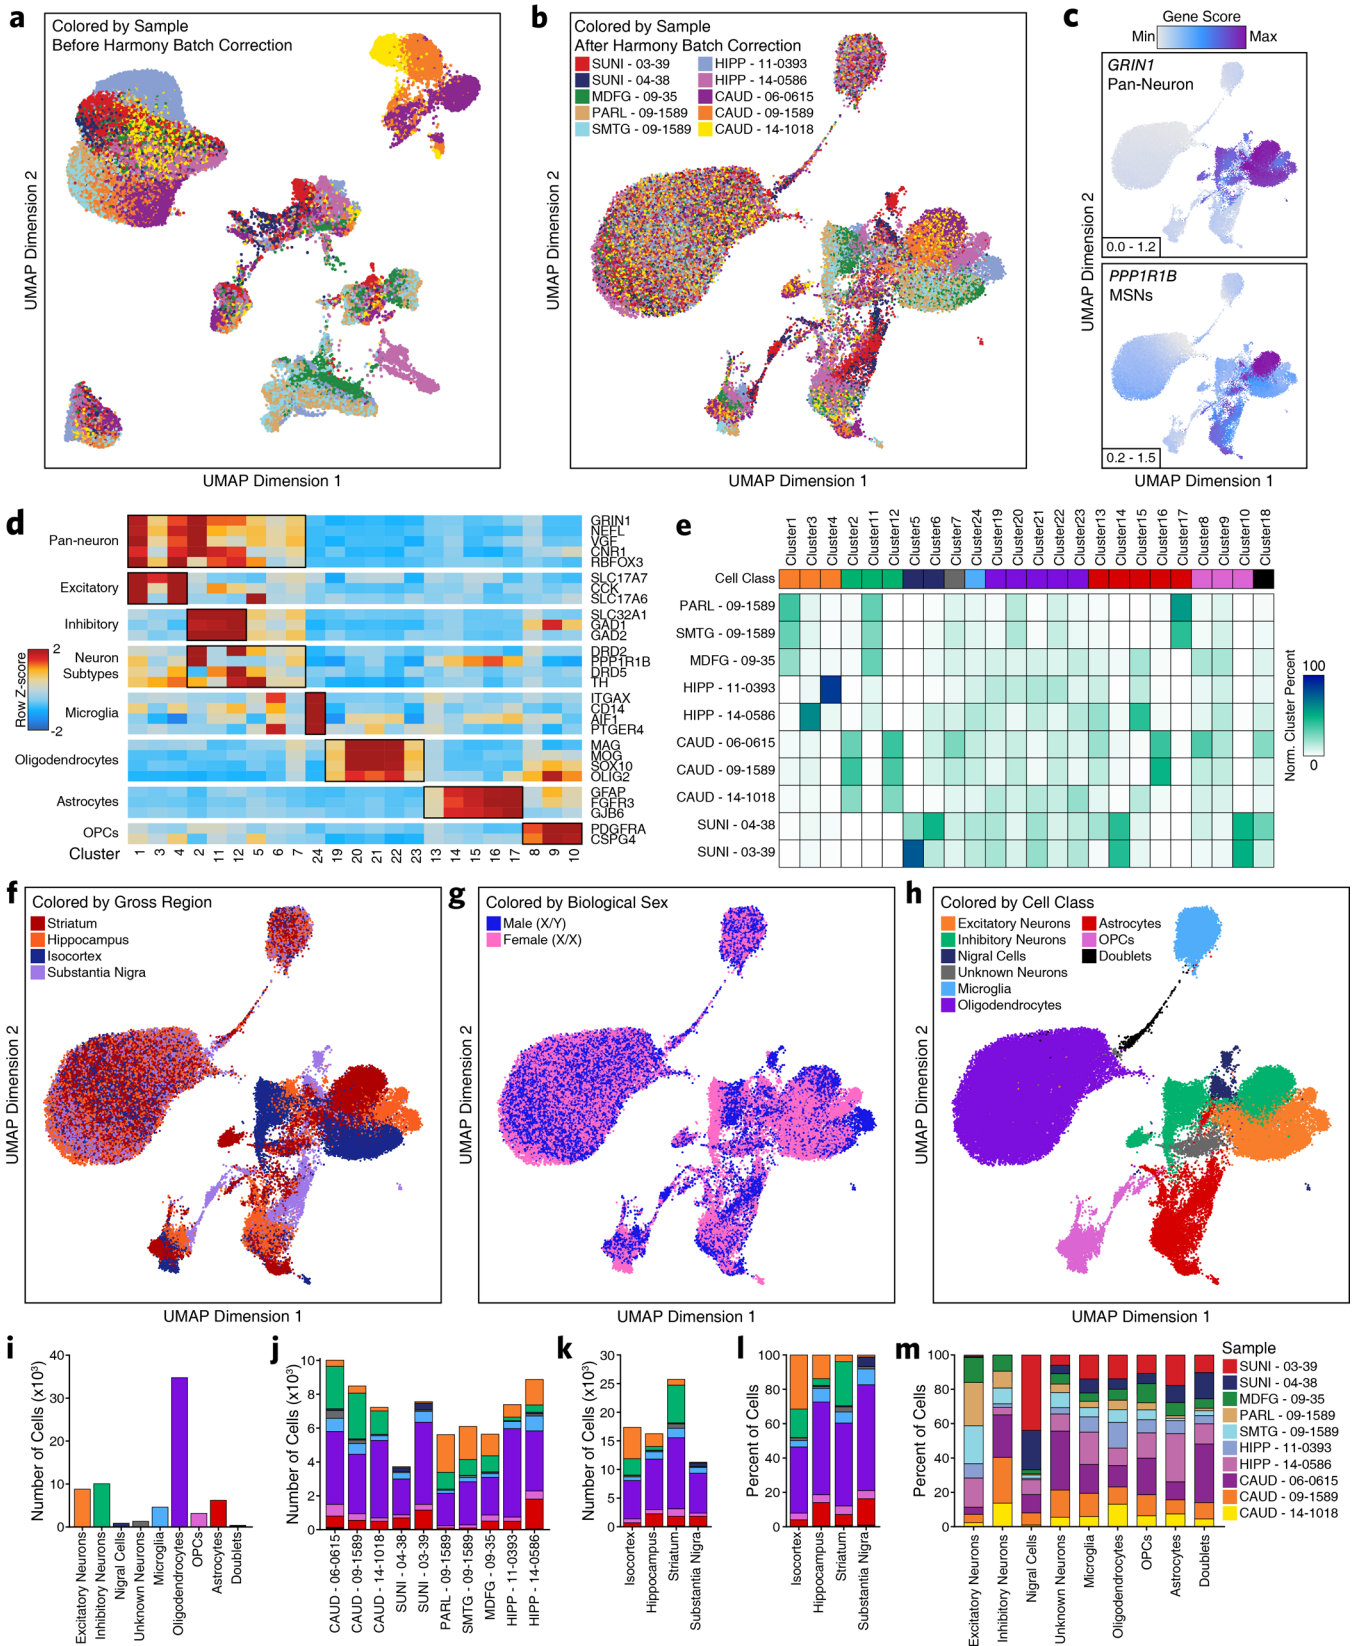 a
Colored by Sample
Before Harmony Batch Correction
UMAP Dimension 2
UMAP Dimension 1
b
Colored by Sample
After Harmony Batch Correction
SUNI - 03-39
SUNI - 04-38
MDFG - 09-35
PARL - 09-1589
SMTG - 09-1589
HIPP - 11-0393
HIPP - 14-0586
CAUD - 06-0615
CAUD - 09-1589
CAUD - 14-1018
UMAP Dimension 2
UMAP Dimension 1
c
Gene Score
Min Max
GRIN1
Pan-Neuron
0.0 - 1.2
PPP1R1B
MSNs
0.2 - 1.5
UMAP Dimension 2
UMAP Dimension 1
d
Pan-neuron
Excitatory
Inhibitory
Neuron
Subtypes
Microglia
Oligodendrocytes
Astrocytes
OPCs
Cluster
Row Z-score
2
-2
GRIN1
NEFL
VGF
CNR1
RBFOX3
SLC17A7
CCK
SLC17A6
SLC32A1
GAD1
GAD2
DRD2
PPP1R1B
DRD5
TH
ITGAX
CD14
AIF1
PTGER4
MAG
MOG
SOX10
OLIG2
GFAP
FGFR3
GJB6
PDGFRA
CSPG4
1 3 4 2 11 12 5 6 7 24 19 20 21 22 23 13 14 15 16 17 8 9 10
e
Cluster1
Cluster3
Cluster4
Cluster2
Cluster11
Cluster12
Cluster5
Cluster6
Cluster7
Cluster24
Cluster19
Cluster20
Cluster21
Cluster22
Cluster23
Cluster13
Cluster14
Cluster15
Cluster16
Cluster17
Cluster8
Cluster9
Cluster10
Cluster18
Cell Class
PARL - 09-1589
SMTG - 09-1589
MDFG - 09-35
HIPP - 11-0393
HIPP - 14-0586
CAUD - 06-0615
CAUD - 09-1589
CAUD - 14-1018
SUNI - 04-38
SUNI - 03-39
Norm. Cluster Percent
100
0
f
Colored by Gross Region
Striatum
Hippocampus
Isocortex
Substantia Nigra
UMAP Dimension 2
UMAP Dimension 1
g
Colored by Biological Sex
Male (X/Y)
Female (X/X)
UMAP Dimension 2
UMAP Dimension 1
h
Colored by Cell Class
Excitatory Neurons
Inhibitory Neurons
Nigral Cells
Unknown Neurons
Microglia
Oligodendrocytes
Astrocytes
OPCs
Doublets
UMAP Dimension 2
UMAP Dimension 1
i
Number of Cells (x10³)
40
30
20
10
0
Excitatory Neurons
Inhibitory Neurons
Nigral Cells
Unknown Neurons
Microglia
Oligodendrocytes
OPCs
Astrocytes
Doublets
j
Number of Cells (x10³)
10
8
6
4
2
0
CAUD - 06-0615
CAUD - 09-1589
CAUD - 14-1018
SUNI - 04-38
SUNI - 03-39
PARL - 09-1589
SMTG - 09-1589
MDFG - 09-35
HIPP - 11-0393
HIPP - 14-0586
k
Number of Cells (x10³)
30
25
20
15
10
5
0
Isocortex
Hippocampus
Striatum
Substantia Nigra
l
Percent of Cells
100
80
60
40
20
0
Isocortex
Hippocampus
Striatum
Substantia Nigra
m
Percent of Cells
100
80
60
40
20
0
Excitatory Neurons
Inhibitory Neurons
Nigral Cells
Unknown Neurons
Microglia
Oligodendrocytes
OPCs
Astrocytes
Doublets
Sample
SUNI - 03-39
SUNI - 04-38
MDFG - 09-35
PARL - 09-1589
SMTG - 09-1589
HIPP - 11-0393
HIPP - 14-0586
CAUD - 06-0615
CAUD - 09-1589
CAUD - 14-1018